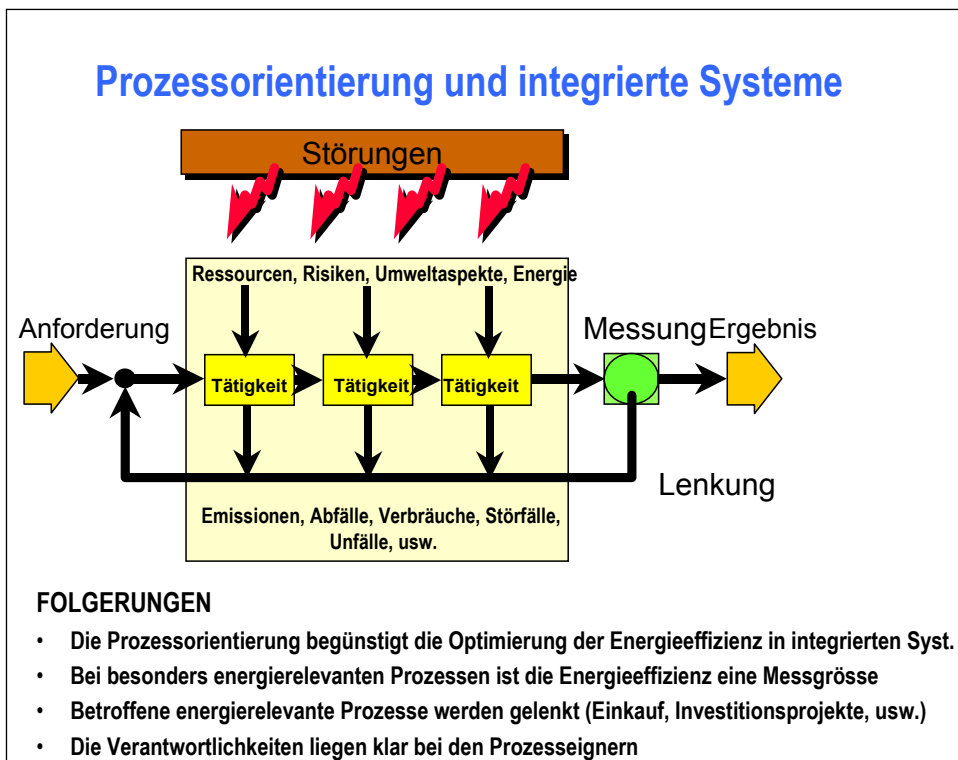 Prozessorientierung und integrierte Systeme
Störungen
Ressourcen, Risiken, Umweltaspekte, Energie
Anforderung
Messung
Ergebnis
Tätigkeit
Tätigkeit
Tätigkeit
Lenkung
Emissionen, Abfälle, Verbräuche, Störfälle,
Unfälle, usw.
FOLGERUNGEN
• Die Prozessorientierung begünstigt die Optimierung der Energieeffizienz in integrierten Syst.
• Bei besonders energierelevanten Prozessen ist die Energieeffizienz eine Messgrösse
• Betroffene energierelevante Prozesse werden gelenkt (Einkauf, Investitionsprojekte, usw.)
• Die Verantwortlichkeiten liegen klar bei den Prozesseignern